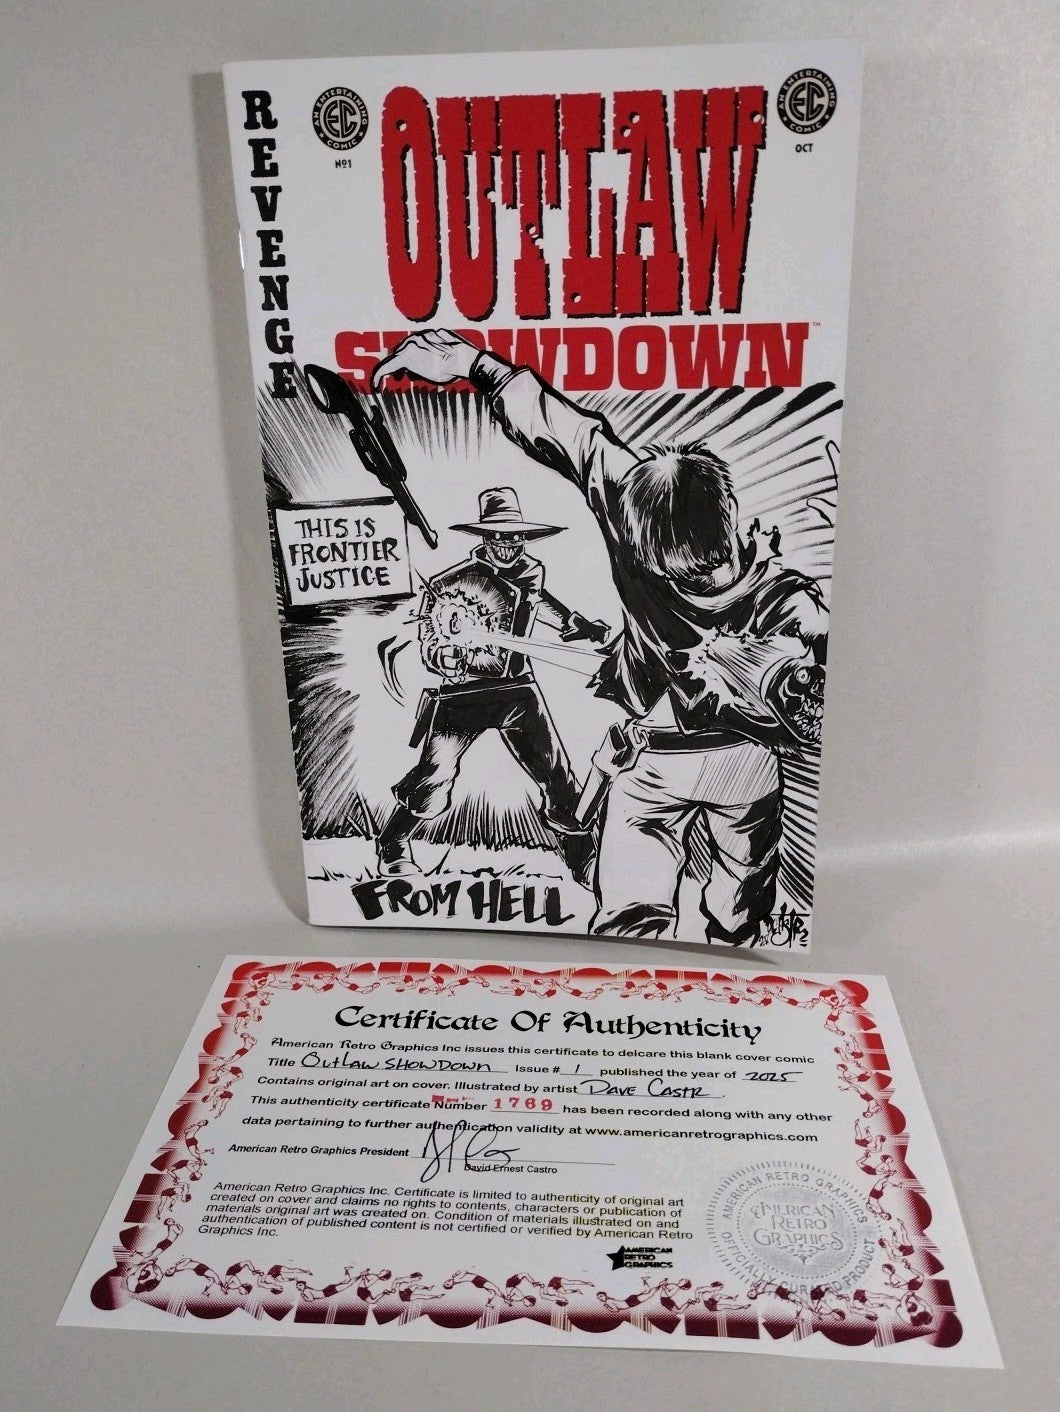 REVENGE
AN ENTERTAINING
EC
COMIC
Nº1
AN ENTERTAINING
EC
COMIC
OCT
OUTLAW
SHOWDOWN™
THIS IS
FRONTIER
JUSTICE
FROM HELL
Certificate Of Authenticity
American Retro Graphics Inc issues this certificate to delcare this blank cover comic
Title OUTLAW SHOWDOWN Issue # 1 published the year of 2025
Contains original art on cover. Illustrated by artist DAVE CASTR.
This authenticity certificate Number 1769 has been recorded along with any other
data pertaining to further authentication validity at www.americanretrographics.com
American Retro Graphics President
David Ernest Castro
American Retro Graphics Inc. Certificate is limited to authenticity of original art
created on cover and claims no rights to contents, characters or publication of
materials original art was created on. Condition of materials illustrated on and
authentication of published content is not certified or verified by American Retro
Graphics Inc.
AMERICAN
RETRO
GRAPHICS
AMERICAN RETRO GRAPHICS
AMERICAN
RETRO
GRAPHICS
OFFICIALLY CURATED PRODUCT